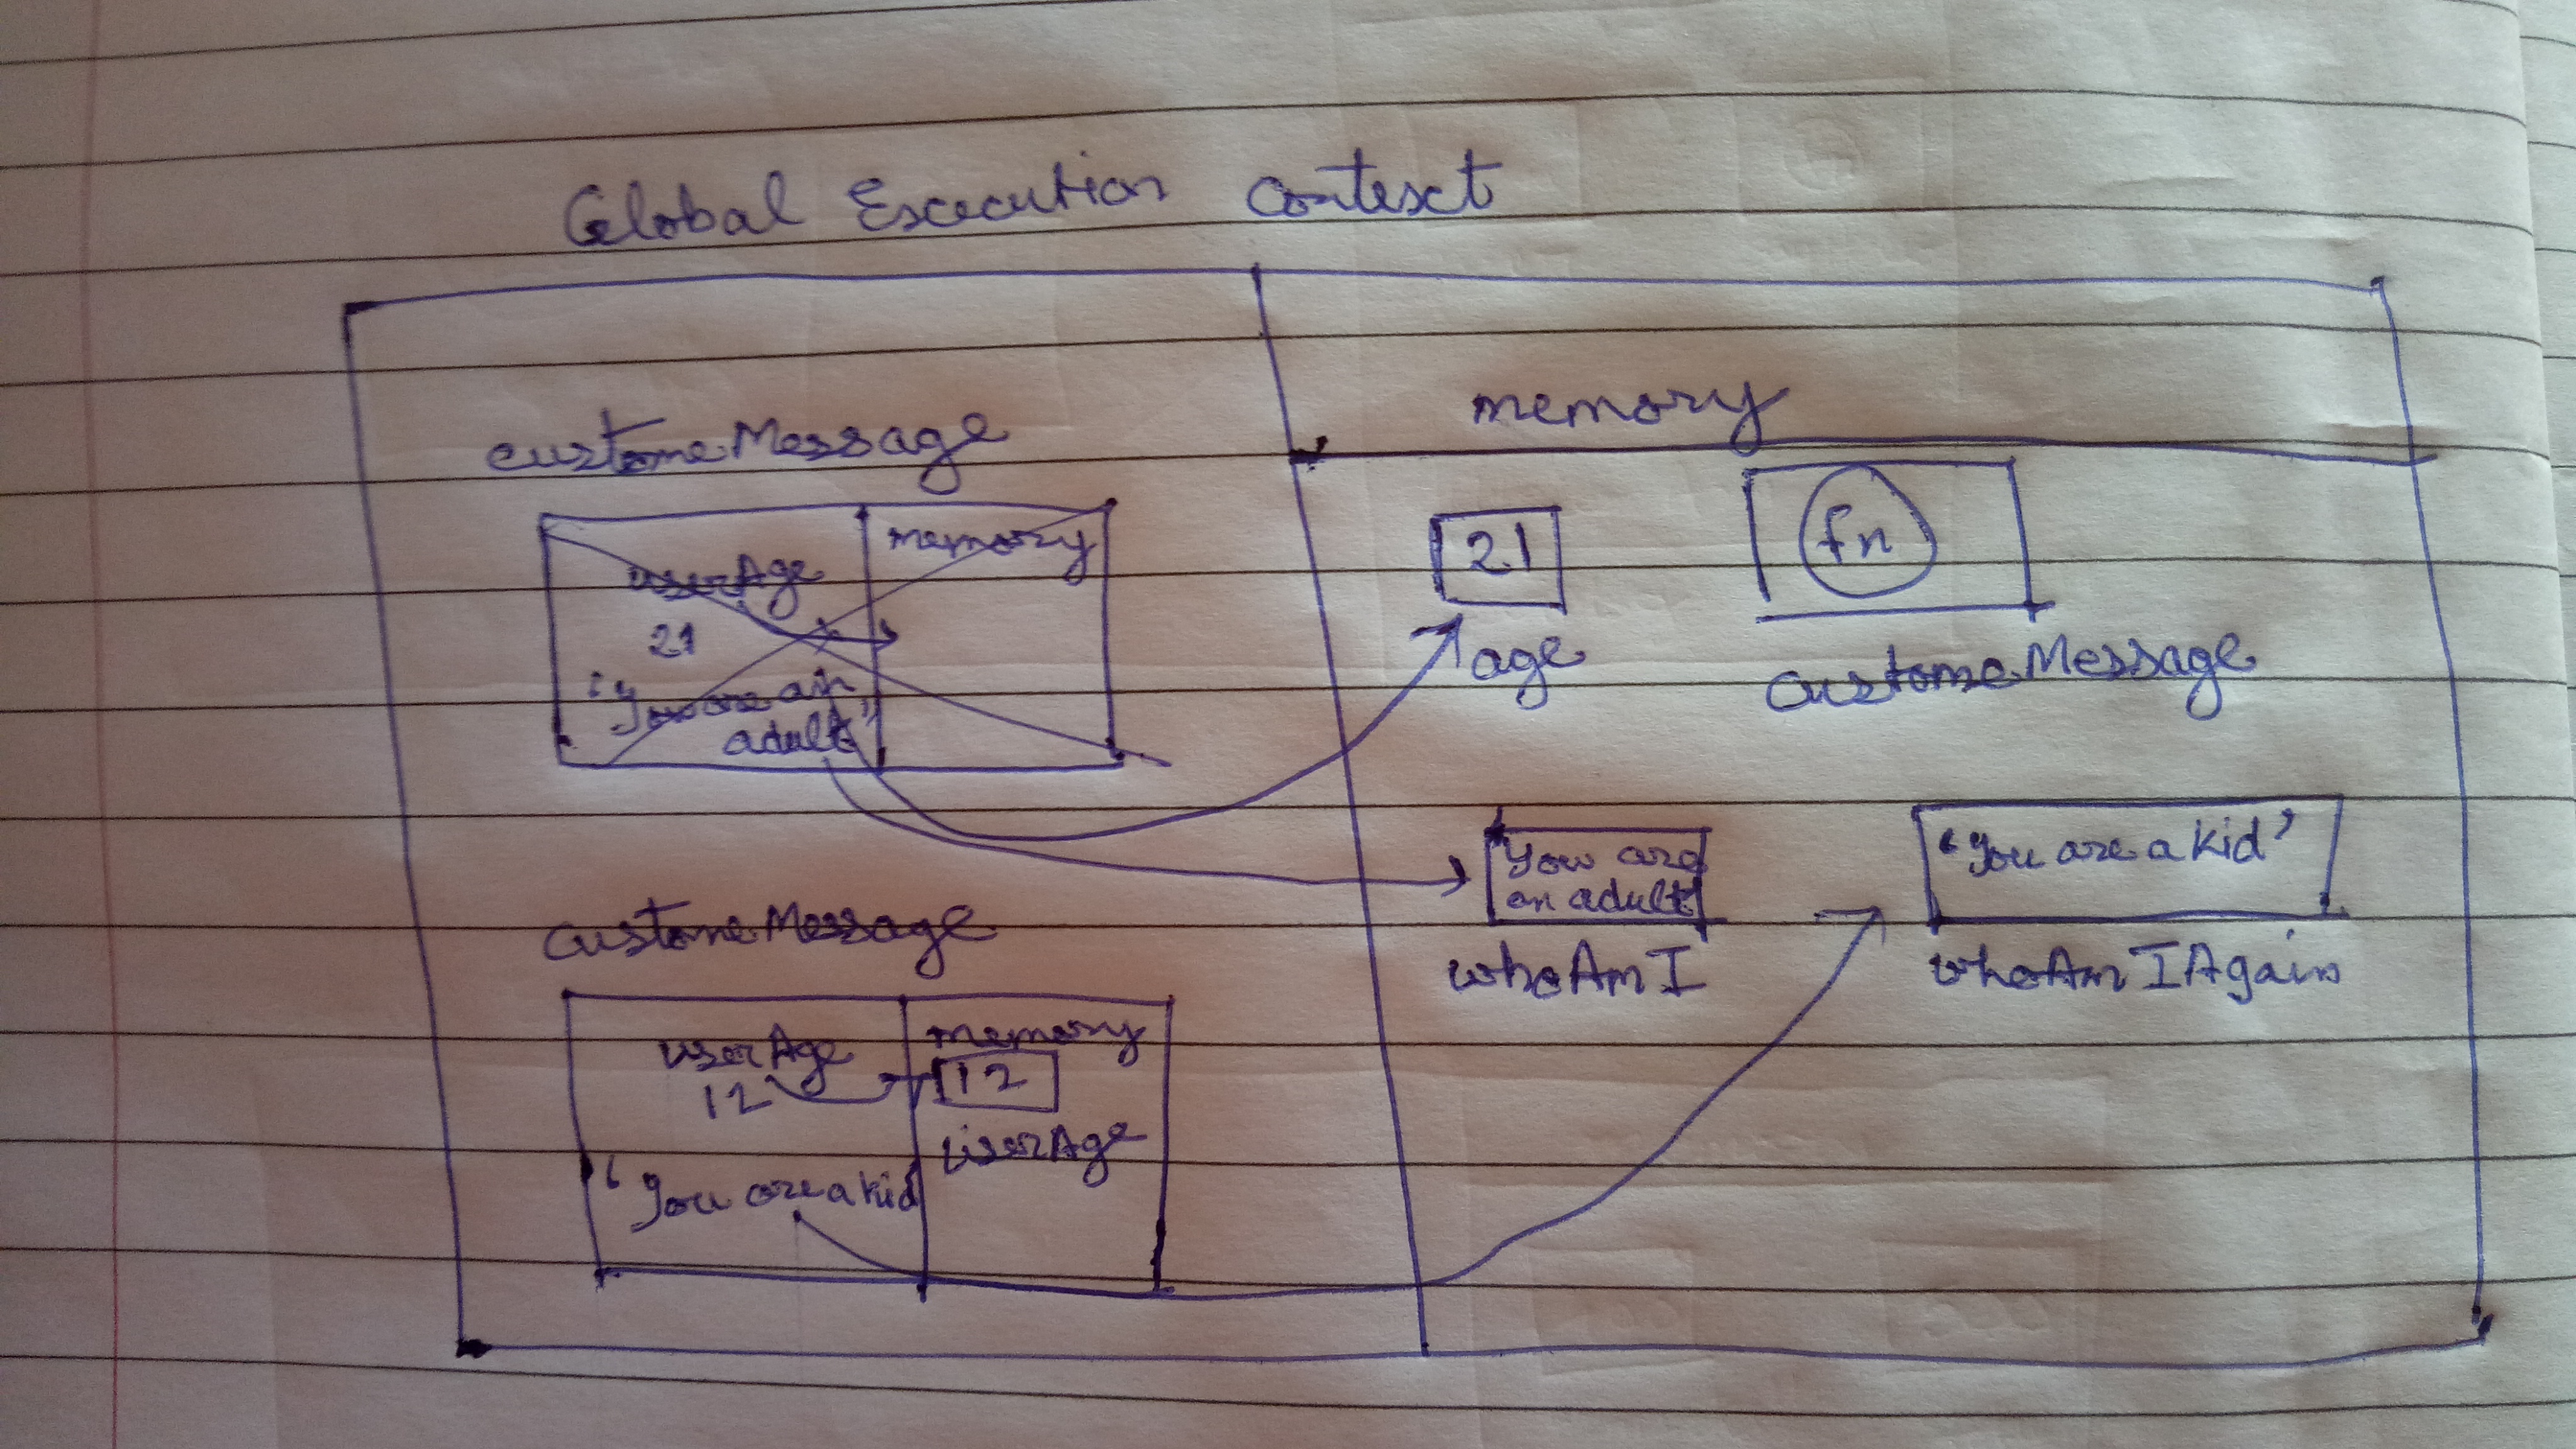 Global Execution Context
memory
customeMessage
userAge
memory
21
'You are an
adult'
21
age
fn
customeMessage
You are
an adult
whoAmI
'You are a kid'
whoAmIAgain
customeMessage
userAge
12
memory
12
userAge
'You are a kid